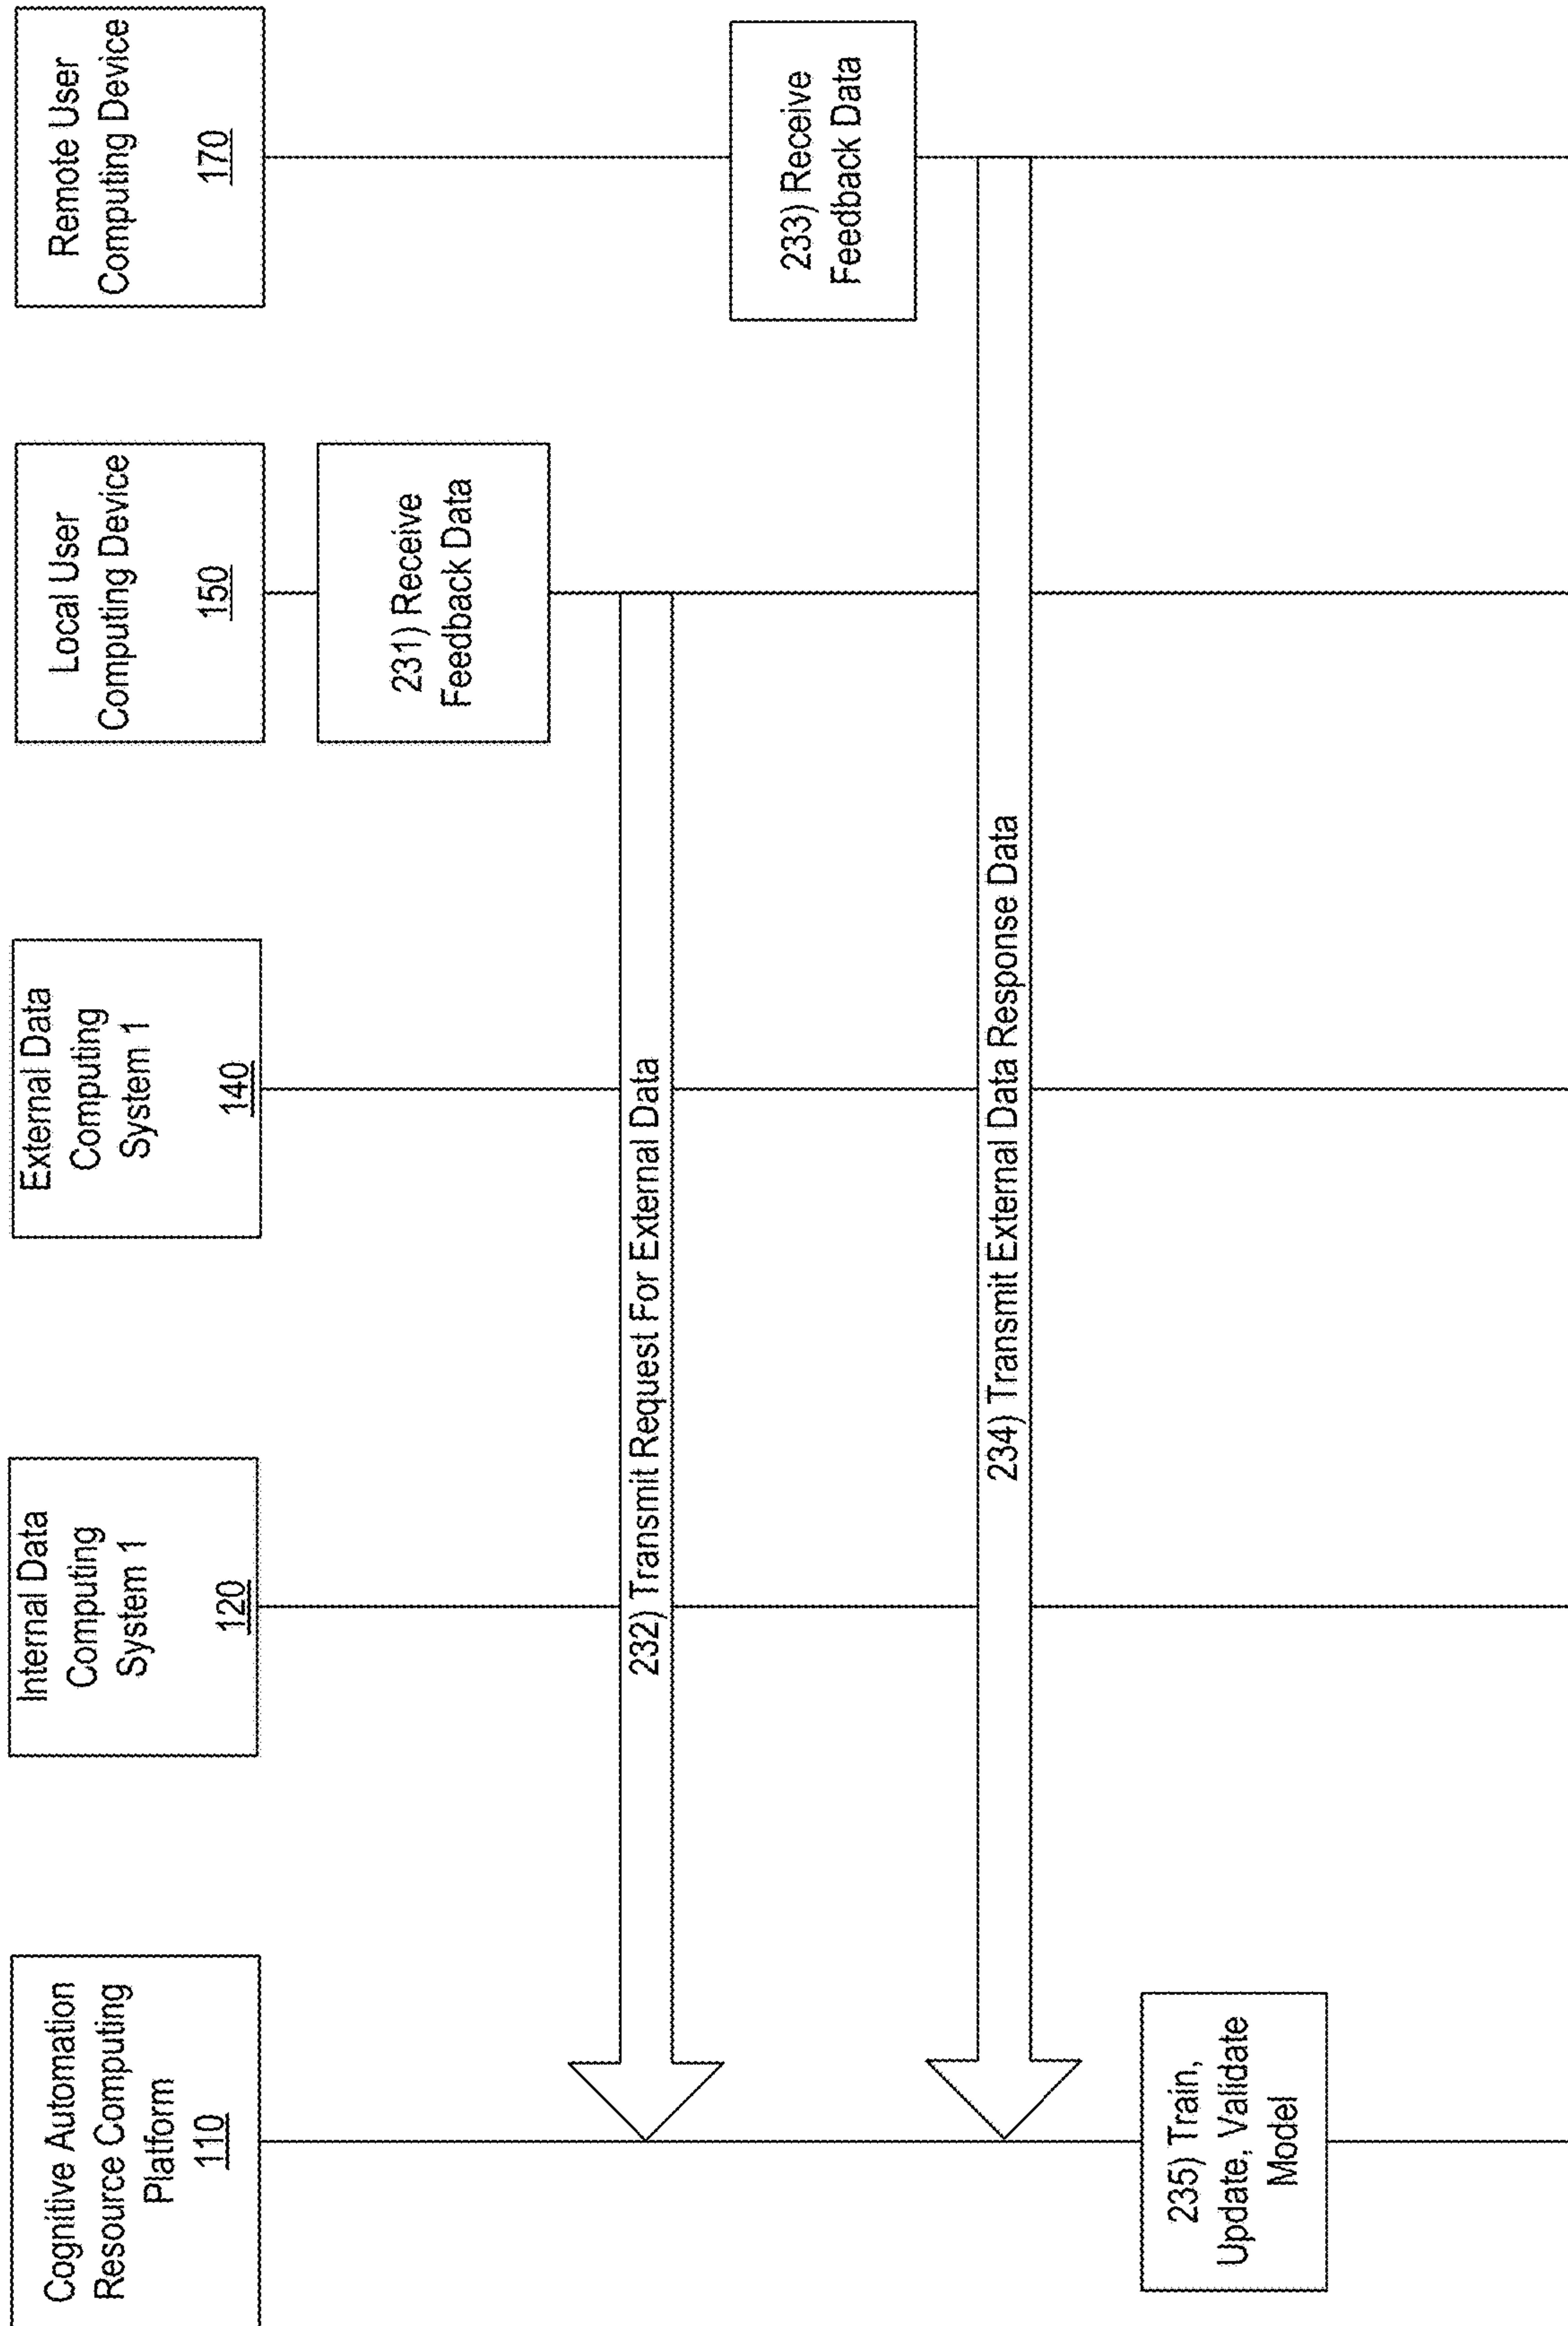 Cognitive Automation
Resource Computing
Platform
110
Internal Data
Computing
System 1
120
External Data
Computing
System 1
140
Local User
Computing Device
150
Remote User
Computing Device
170
231) Receive
Feedback Data
232) Transmit Request For External Data
233) Receive
Feedback Data
234) Transmit External Data Response Data
235) Train,
Update, Validate
Model